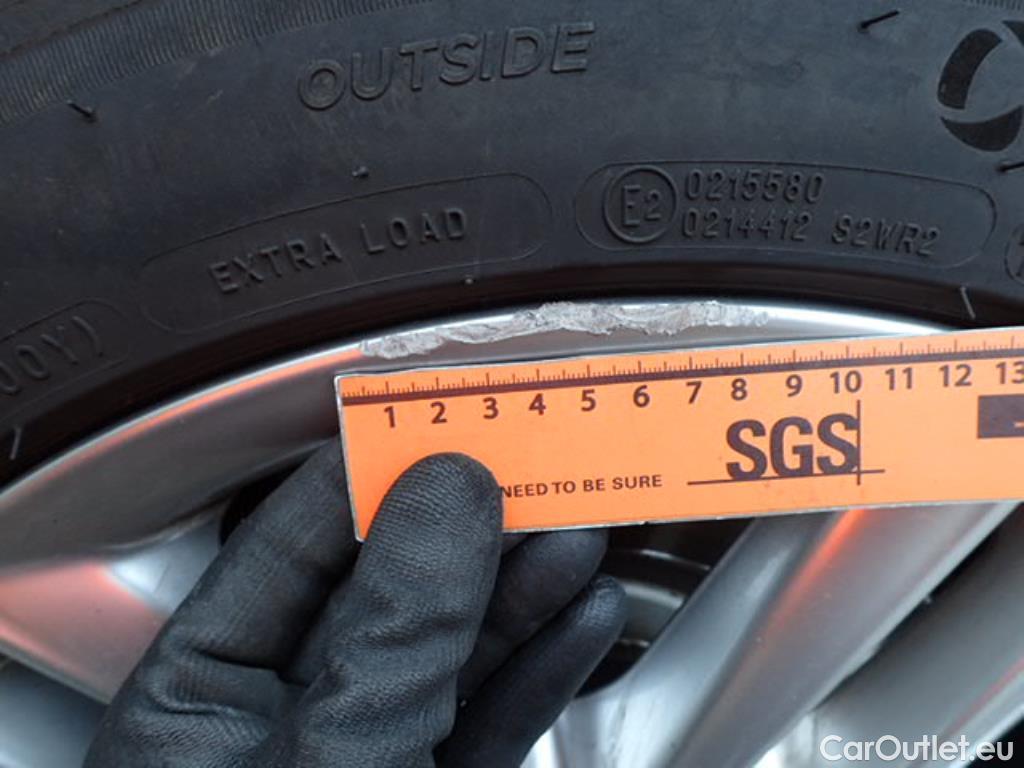 OUTSIDE
EXTRA LOAD
E2 0215580
0214412 S2WR2
00Y)
1 2 3 4 5 6 7 8 9 10 11 12 13
SGS
NEED TO BE SURE
CarOutlet.eu